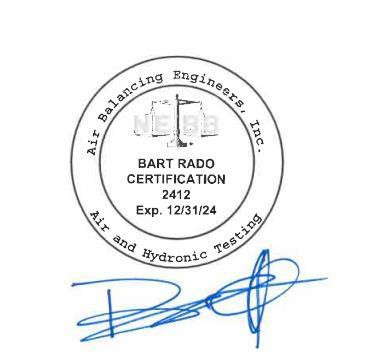 Air Balancing Engineers, Inc.
NEBB
BART RADO
CERTIFICATION
2412
Exp. 12/31/24
Air and Hydronic Testing